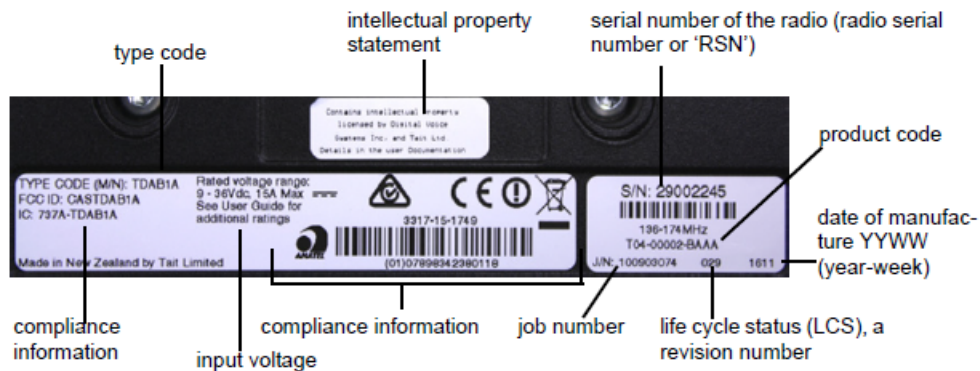 intellectual property
statement
serial number of the radio (radio serial
number or ‘RSN’)
type code
product code
Contains intellectual Property
licensed by Digital Voice
Systems Inc. and Tait Ltd
Details in the user Documentation
TYPE CODE (M/N): TDAB1A
FCC ID: CASTDAB1A
IC: 737A-TDAB1A
Made in New Zealand by Tait Limited
Rated voltage range:
9 - 36Vdc, 15A Max
See User Guide for
additional ratings
CE
3317-15-1749
ANATEL
(01)07898342380118
S/N: 29002245
136-174MHz
T04-00002-BAAA
J/N: 100903074 029 1611
date of manufac-
ture YYWW
(year-week)
compliance
information
input voltage
compliance information
job number
life cycle status (LCS), a
revision number